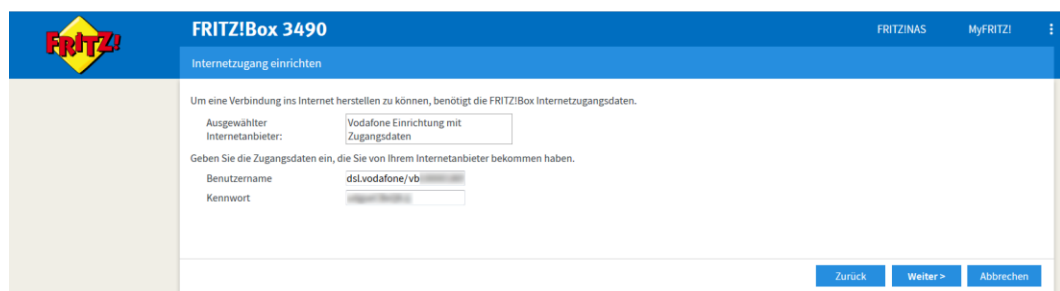 FRITZ!
FRITZ!Box 3490
FRITZ!NAS MyFRITZ!
Internetzugang einrichten
Um eine Verbindung ins Internet herstellen zu können, benötigt die FRITZ!Box Internetzugangsdaten.
Ausgewählter Internetanbieter:
Vodafone Einrichtung mit Zugangsdaten
Geben Sie die Zugangsdaten ein, die Sie von Ihrem Internetanbieter bekommen haben.
Benutzername dsl.vodafone/vb
Kennwort
Zurück Weiter > Abbrechen